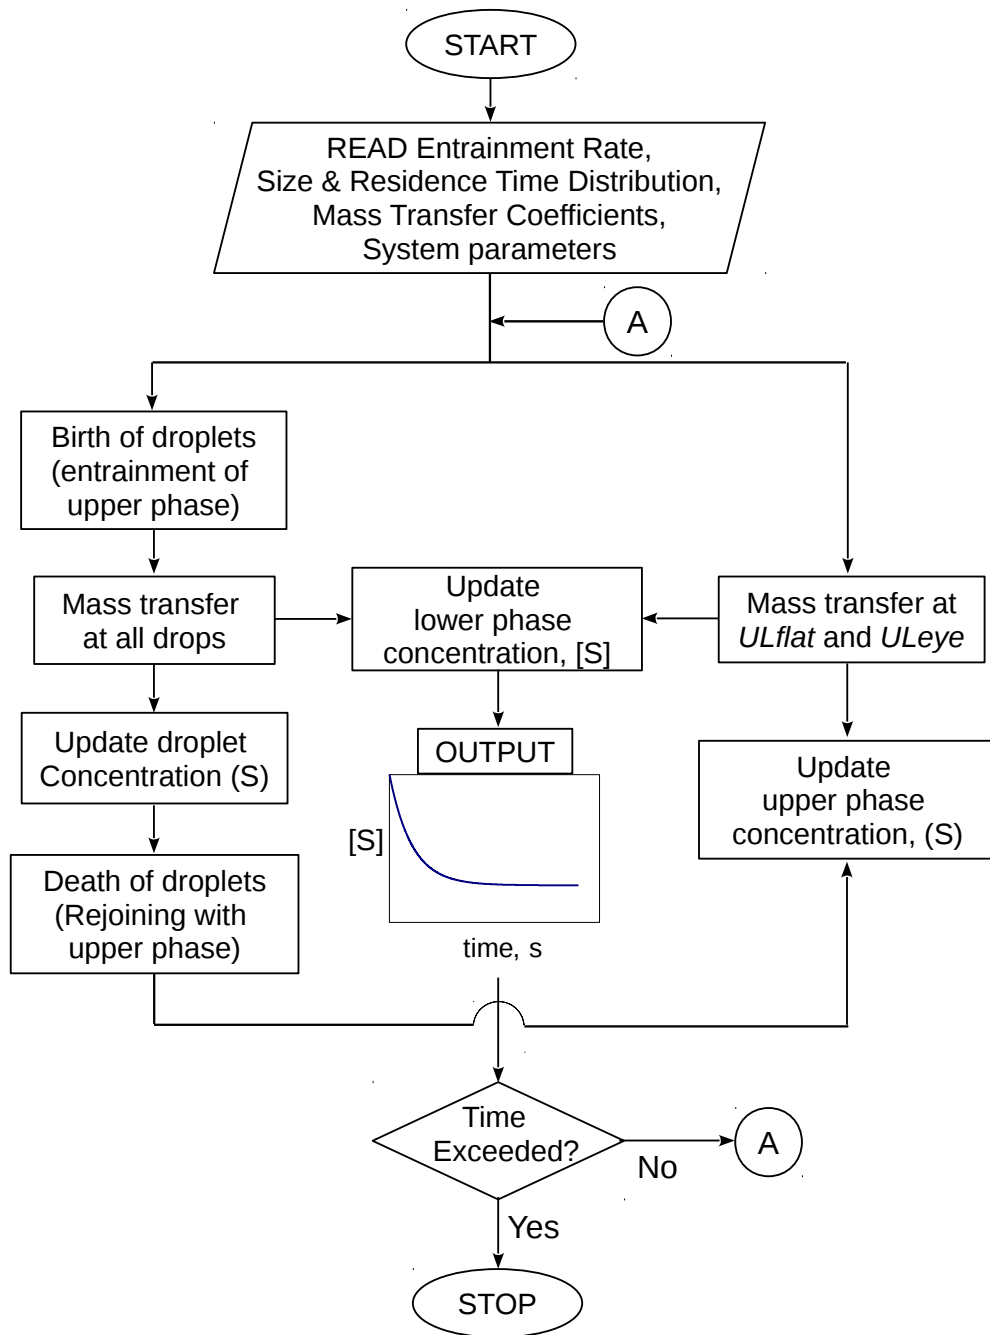 START
READ Entrainment Rate,
Size & Residence Time Distribution,
Mass Transfer Coefficients,
System parameters
A
Birth of droplets
(entrainment of
upper phase)
Mass transfer
at all drops
Update
lower phase
concentration, [S]
Mass transfer at
ULflat and ULeye
Update droplet
Concentration (S)
OUTPUT
[S]
time, s
Update
upper phase
concentration, (S)
Death of droplets
(Rejoining with
upper phase)
Time
Exceeded?
No
A
Yes
STOP